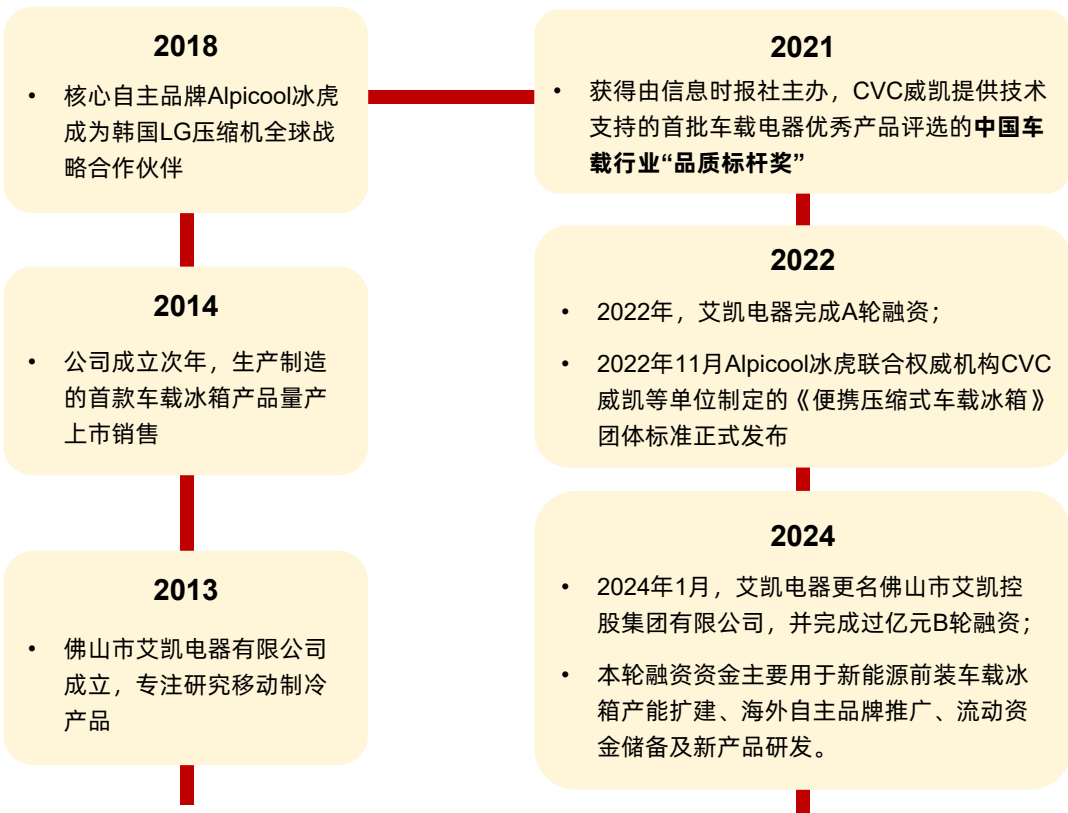 2018
• 核心自主品牌Alpicool冰虎
成为韩国LG压缩机全球战
略合作伙伴
2014
• 公司成立次年，生产制造
的首款车载冰箱产品量产
上市销售
2013
• 佛山市艾凯电器有限公司
成立，专注研究移动制冷
产品
2021
• 获得由信息时报社主办，CVC威凯提供技术
支持的首批车载电器优秀产品评选的中国车
载行业“品质标杆奖”
2022
• 2022年，艾凯电器完成A轮融资；
• 2022年11月Alpicool冰虎联合权威机构CVC
威凯等单位制定的《便携压缩式车载冰箱》
团体标准正式发布
2024
• 2024年1月，艾凯电器更名佛山市艾凯控
股集团有限公司，并完成过亿元B轮融资；
• 本轮融资资金主要用于新能源前装车载冰
箱产能扩建、海外自主品牌推广、流动资
金储备及新产品研发。